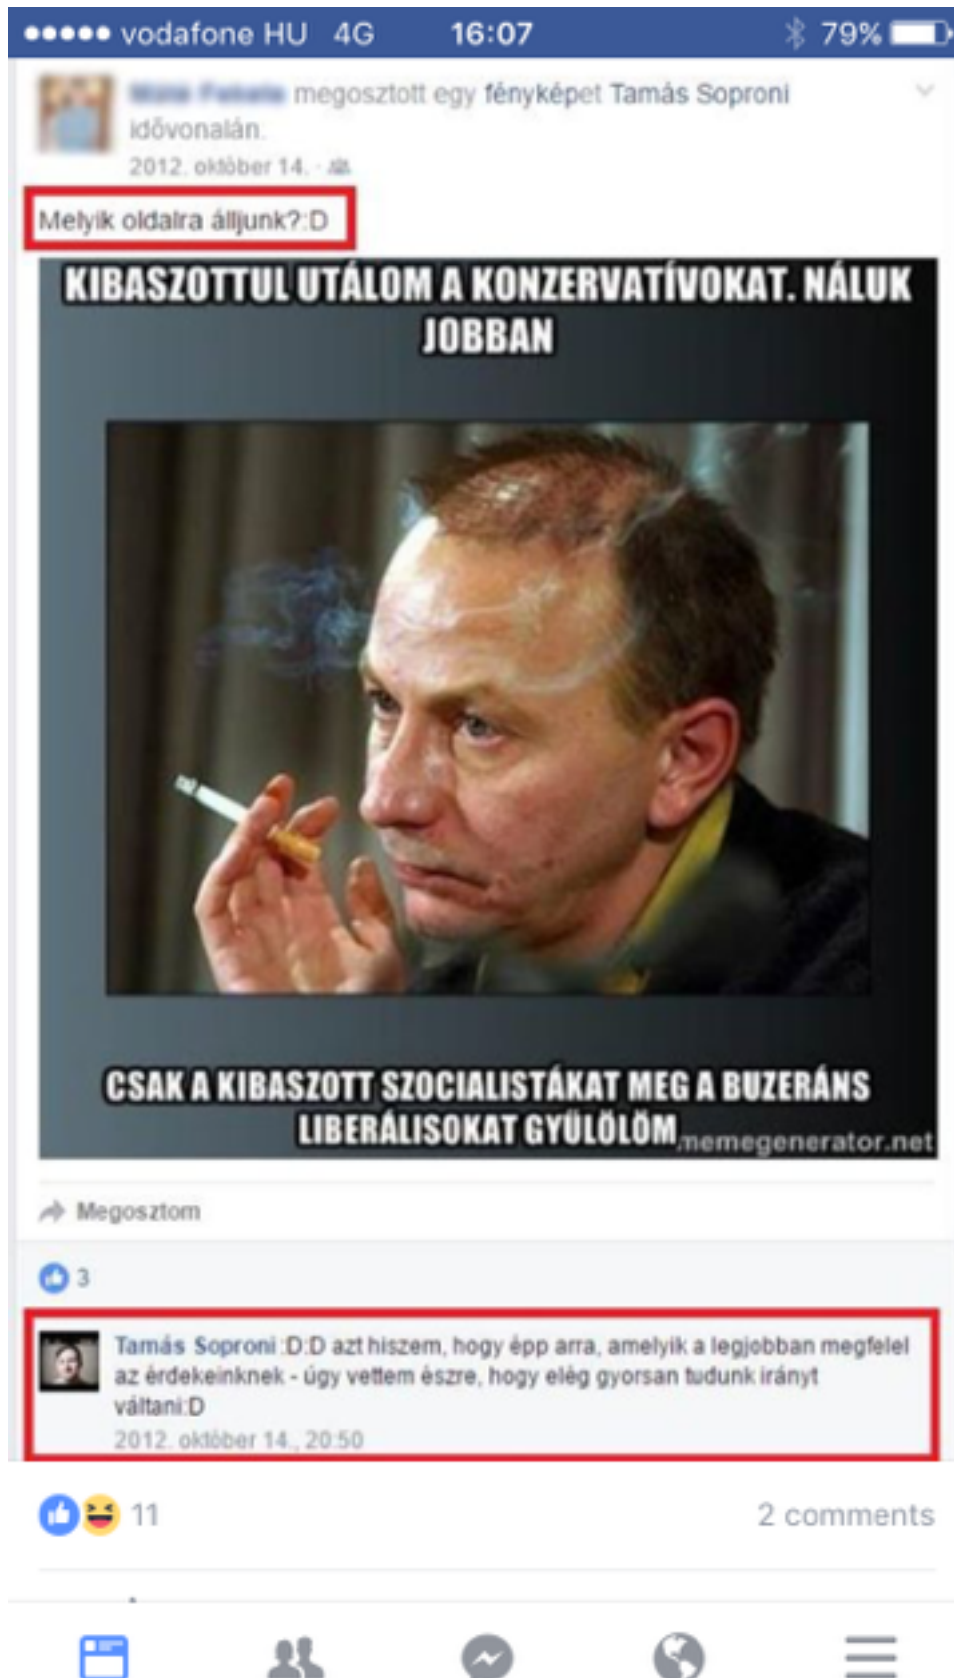 vodafone HU 4G 16:07 79%
megosztott egy fényképet Tamás Soproni
idővonalán.
2012. október 14. ·
Melyik oldalra álljunk?:D
KIBASZOTTUL UTÁLOM A KONZERVATÍVOKAT. NÁLUK
JOBBAN
CSAK A KIBASZOTT SZOCIALISTÁKAT MEG A BUZERÁNS
LIBERÁLISOKAT GYŰLÖLÖM
memegenerator.net
Megosztom
3
Tamás Soproni :D:D azt hiszem, hogy épp arra, amelyik a legjobban megfelel
az érdekeinknek - úgy vettem észre, hogy elég gyorsan tudunk irányt
váltani:D
2012. október 14., 20:50
11
2 comments